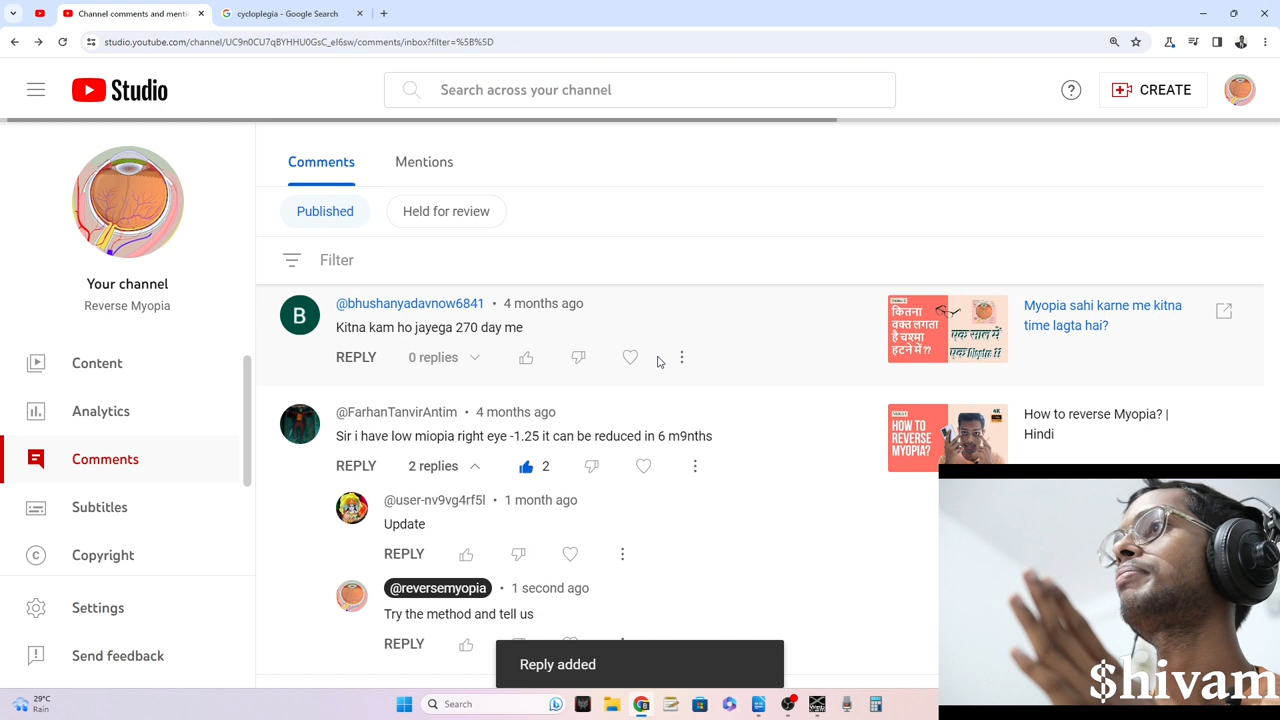 Channel comments and menti
cycloplegia - Google Search
studio.youtube.com/channel/UC9n0CU7qBYHHU0GsC_eI6sw/comments/inbox?filter=%5B%5D
Studio
Search across your channel
CREATE
Your channel
Reverse Myopia
Content
Analytics
Comments
Subtitles
Copyright
Settings
Send feedback
Comments
Mentions
Published
Held for review
Filter
B
@bhushanyadavnow6841 • 4 months ago
Kitna kam ho jayega 270 day me
REPLY 0 replies
कितना
वक्त लगता
है चश्मा
हटने में??
एक साल में
Myopia sahi karne me kitna
time lagta hai?
@FarhanTanvirAntim • 4 months ago
Sir i have low miopia right eye -1.25 it can be reduced in 6 m9nths
REPLY 2 replies 2
HOW TO
REVERSE
MYOPIA?
4K
How to reverse Myopia? |
Hindi
@user-nv9vg4rf5l • 1 month ago
Update
REPLY
@reversemyopia • 1 second ago
Try the method and tell us
REPLY
Reply added
$hivam
29°C
Rain
Search